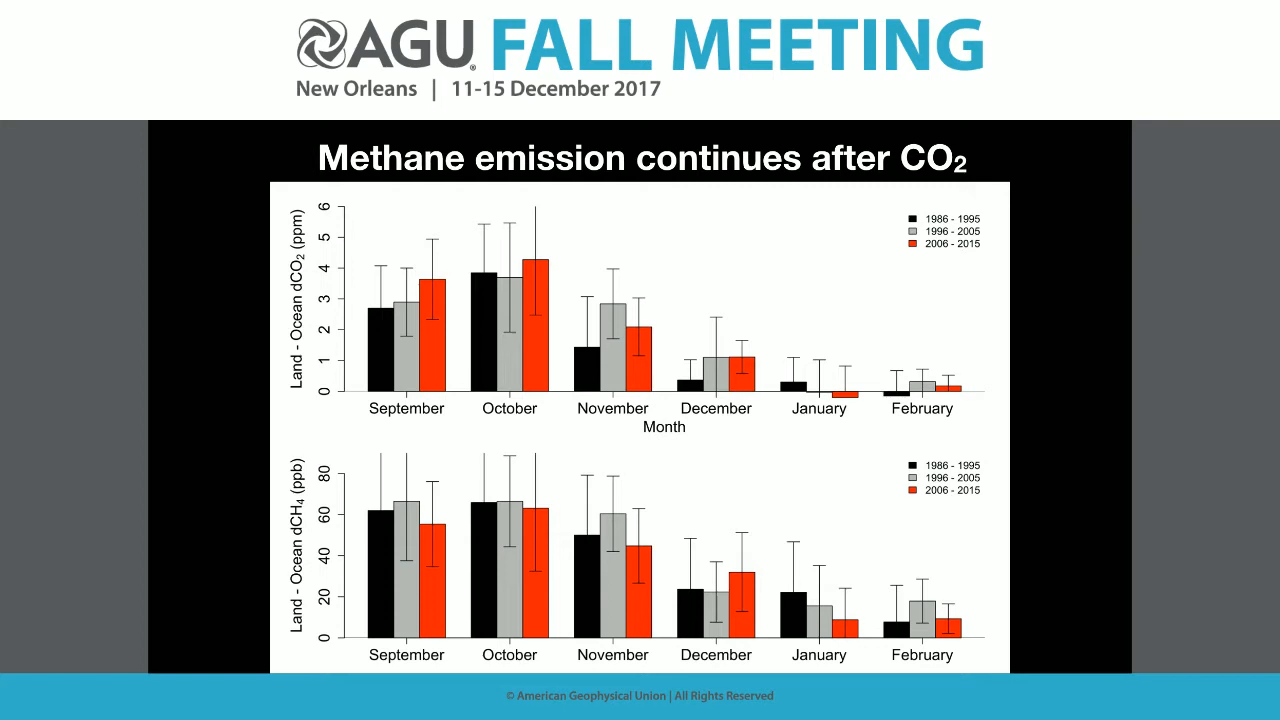 AGU FALL MEETING
New Orleans | 11-15 December 2017
Methane emission continues after CO₂
Land - Ocean dCO₂ (ppm)
6
5
4
3
2
1
0
1986 - 1995
1996 - 2005
2006 - 2015
September October November December January February
Month
Land - Ocean dCH₄ (ppb)
80
60
40
20
0
1986 - 1995
1996 - 2005
2006 - 2015
September October November December January February
© American Geophysical Union | All Rights Reserved